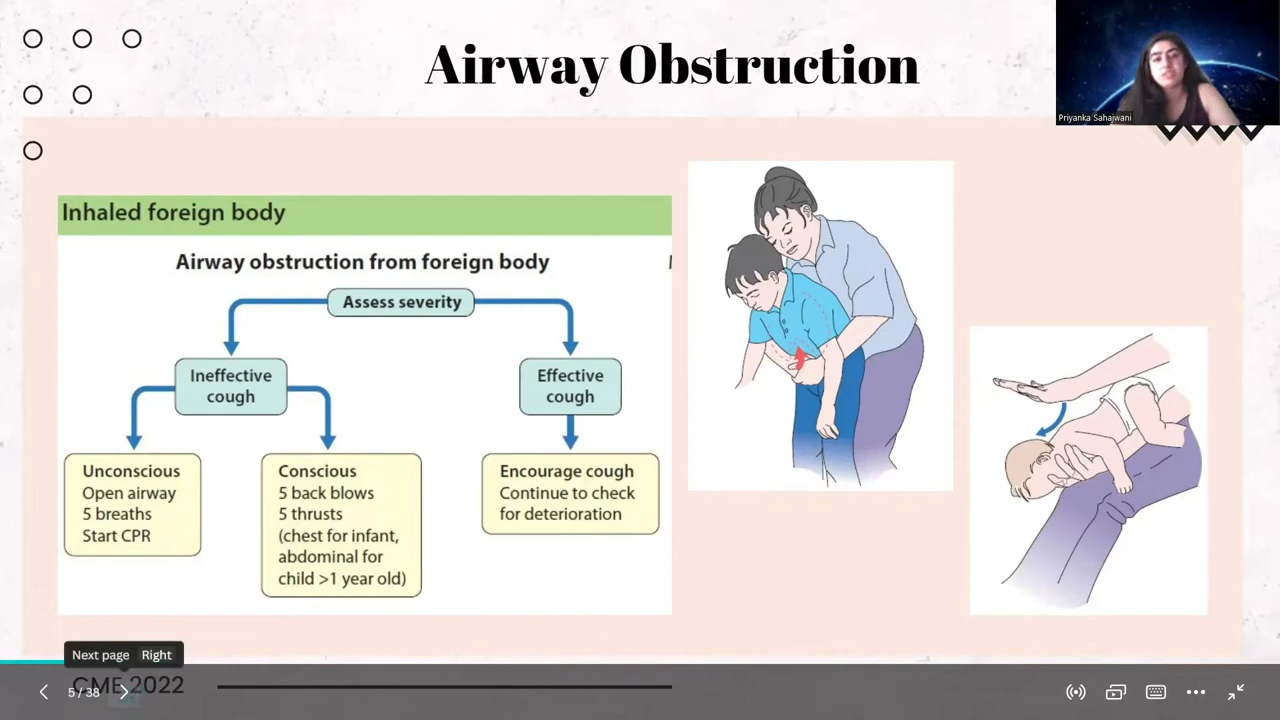 Airway Obstruction
Priyanka Sahajwani
Inhaled foreign body
Airway obstruction from foreign body
Assess severity
Ineffective
cough
Effective
cough
Unconscious
Open airway
5 breaths
Start CPR
Conscious
5 back blows
5 thrusts
(chest for infant,
abdominal for
child >1 year old)
Encourage cough
Continue to check
for deterioration
Next page Right
CME 2022
5 / 38